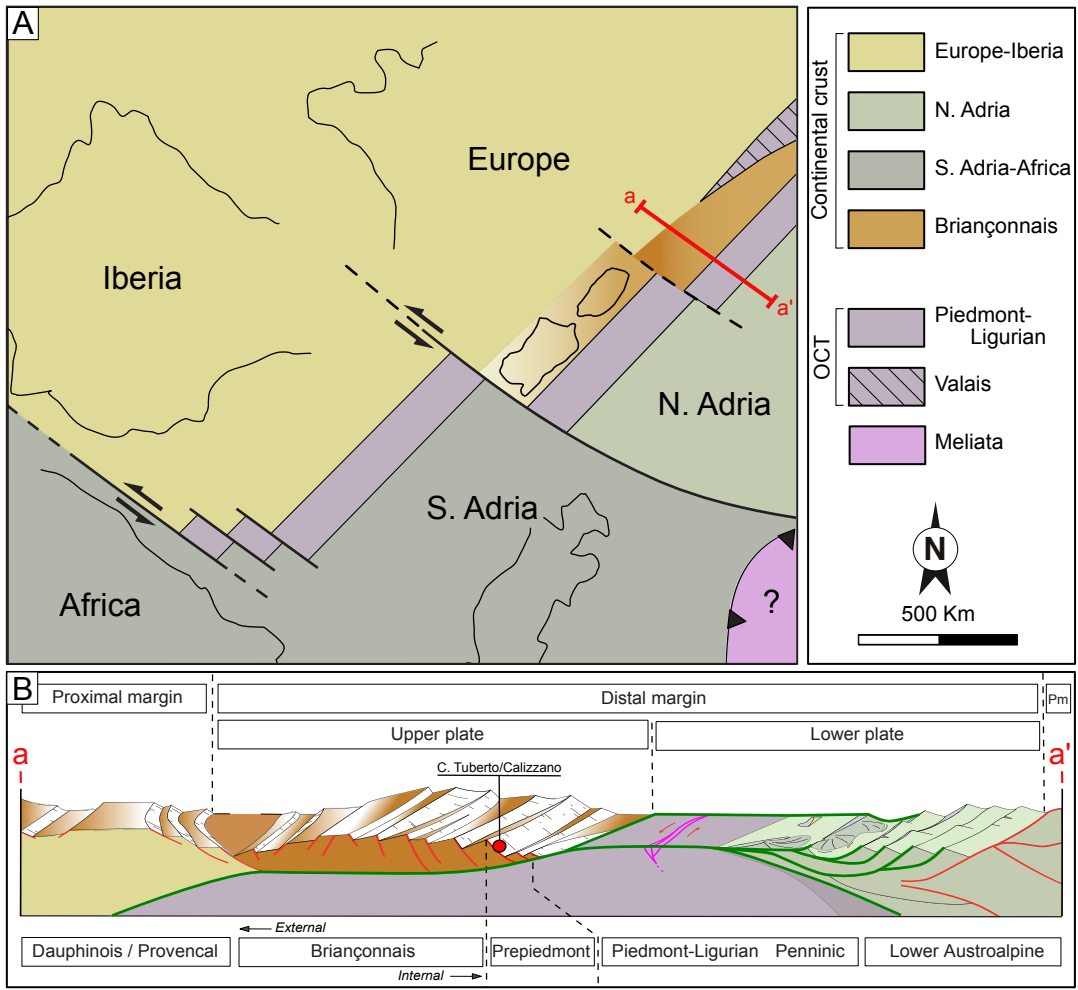 A
Europe
Iberia
a
a'
N. Adria
S. Adria
Africa
?
Continental crust
Europe-Iberia
N. Adria
S. Adria-Africa
Briançonnais
OCT
Piedmont-
Ligurian
Valais
Meliata
N
500 Km
B
Proximal margin
Distal margin
Pm
Upper plate
Lower plate
a
C. Tuberto/Calizzano
a'
External
Dauphinois / Provencal
Briançonnais
Prepiedmont
Piedmont-Ligurian Penninic
Lower Austroalpine
Internal